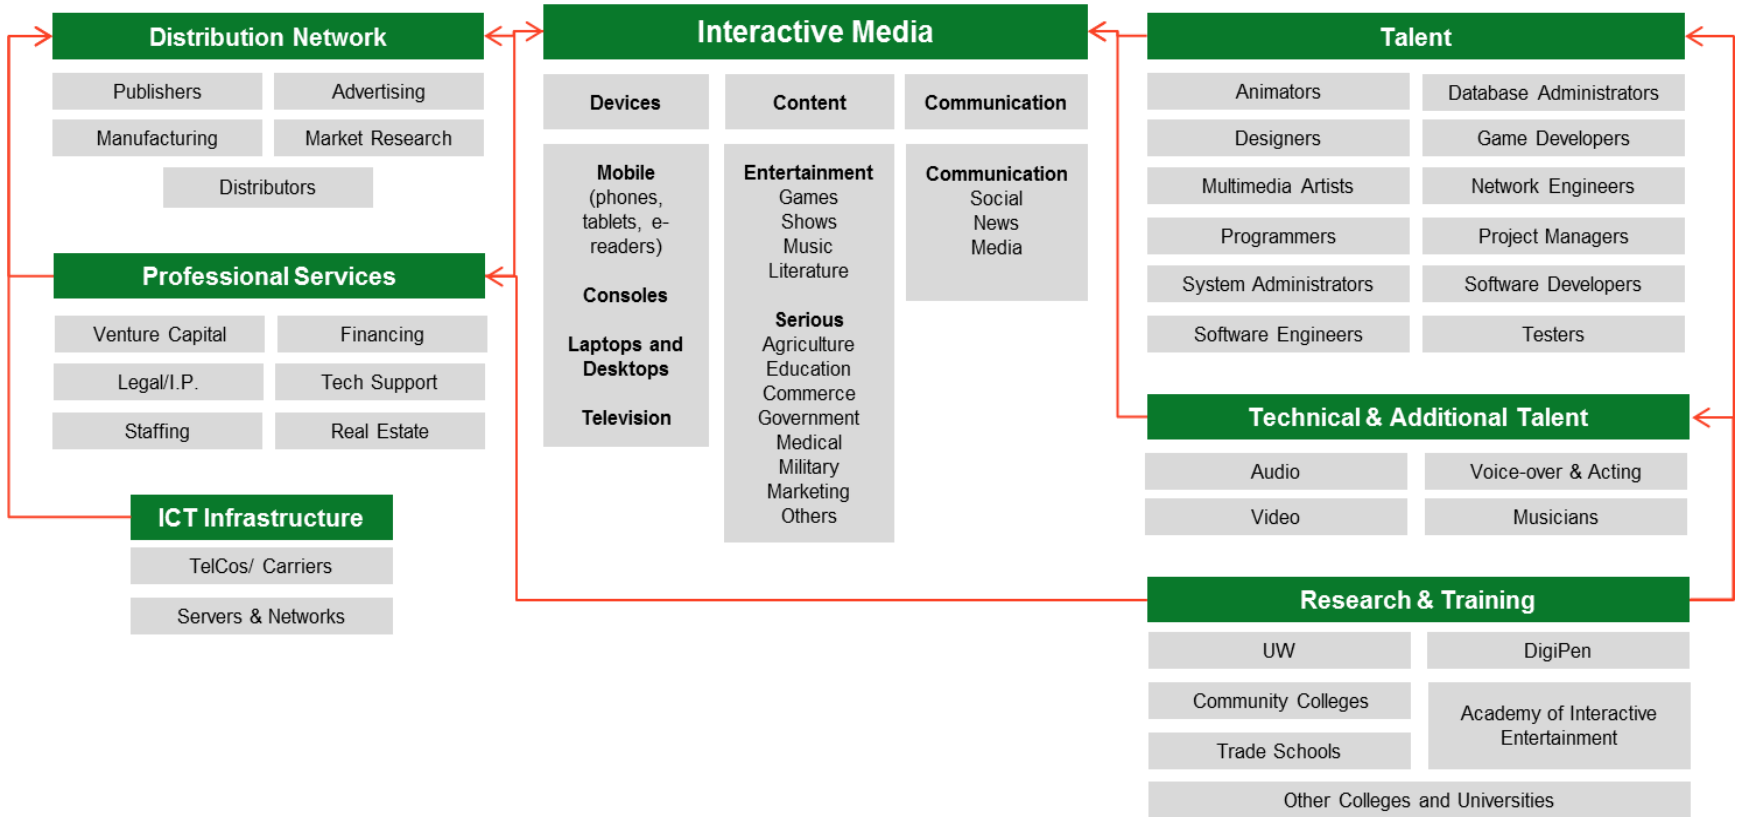 Distribution Network
Publishers
Advertising
Manufacturing
Market Research
Distributors
Professional Services
Venture Capital
Financing
Legal/I.P.
Tech Support
Staffing
Real Estate
ICT Infrastructure
TelCos/ Carriers
Servers & Networks
Interactive Media
Devices
Mobile
(phones,
tablets, e-
readers)
Consoles
Laptops and
Desktops
Television
Content
Entertainment
Games
Shows
Music
Literature
Serious
Agriculture
Education
Commerce
Government
Medical
Military
Marketing
Others
Communication
Communication
Social
News
Media
Talent
Animators
Database Administrators
Designers
Game Developers
Multimedia Artists
Network Engineers
Programmers
Project Managers
System Administrators
Software Developers
Software Engineers
Testers
Technical & Additional Talent
Audio
Voice-over & Acting
Video
Musicians
Research & Training
UW
DigiPen
Community Colleges
Academy of Interactive
Entertainment
Trade Schools
Other Colleges and Universities